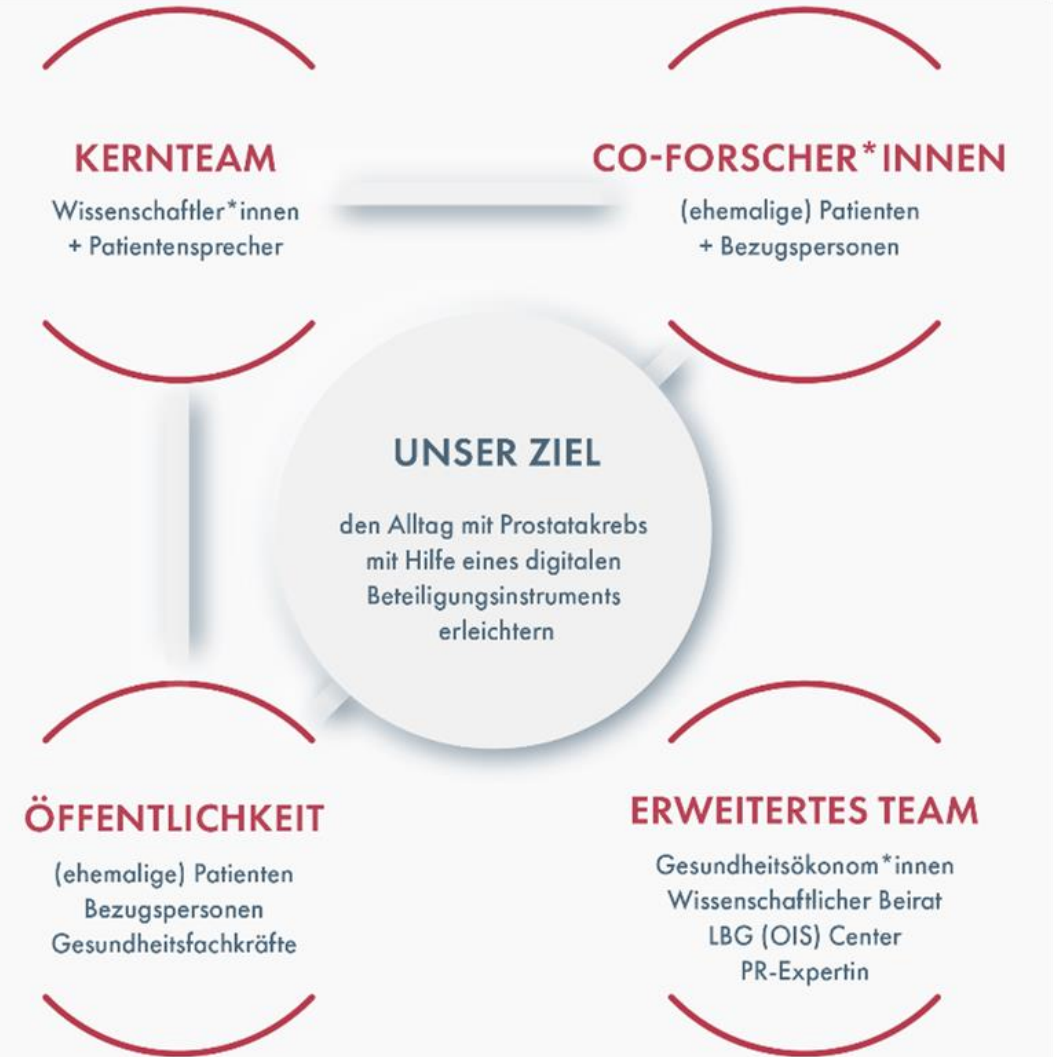 KERNTEAM
Wissenschaftler*innen
+ Patientensprecher
CO-FORSCHER*INNEN
(ehemalige) Patienten
+ Bezugspersonen
UNSER ZIEL
den Alltag mit Prostatakrebs
mit Hilfe eines digitalen
Beteiligungsinstruments
erleichtern
ÖFFENTLICHKEIT
(ehemalige) Patienten
Bezugspersonen
Gesundheitsfachkräfte
ERWEITERTES TEAM
Gesundheitsökonom*innen
Wissenschaftlicher Beirat
LBG (OIS) Center
PR-Expertin